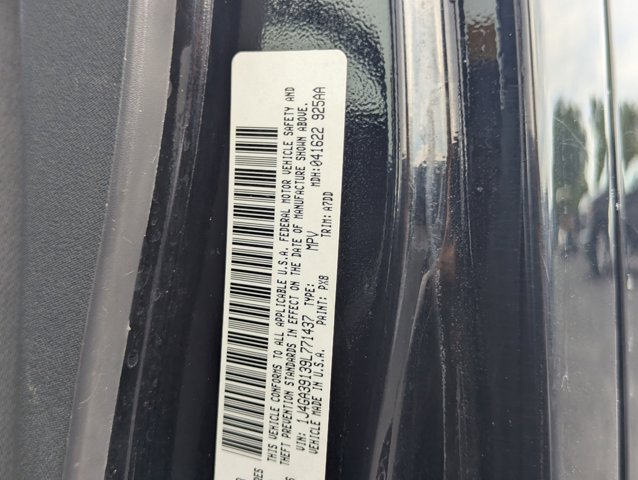 THIS VEHICLE CONFORMS TO ALL APPLICABLE U.S.A. FEDERAL MOTOR VEHICLE SAFETY AND
THEFT PREVENTION STANDARDS IN EFFECT ON THE DATE OF MANUFACTURE SHOWN ABOVE.
VIN: 1J4GA39139L771437 TYPE: MPV MDH:041622 925AA
VEHICLE MADE IN U.S.A. PAINT: PX8 TRIM: A7DD